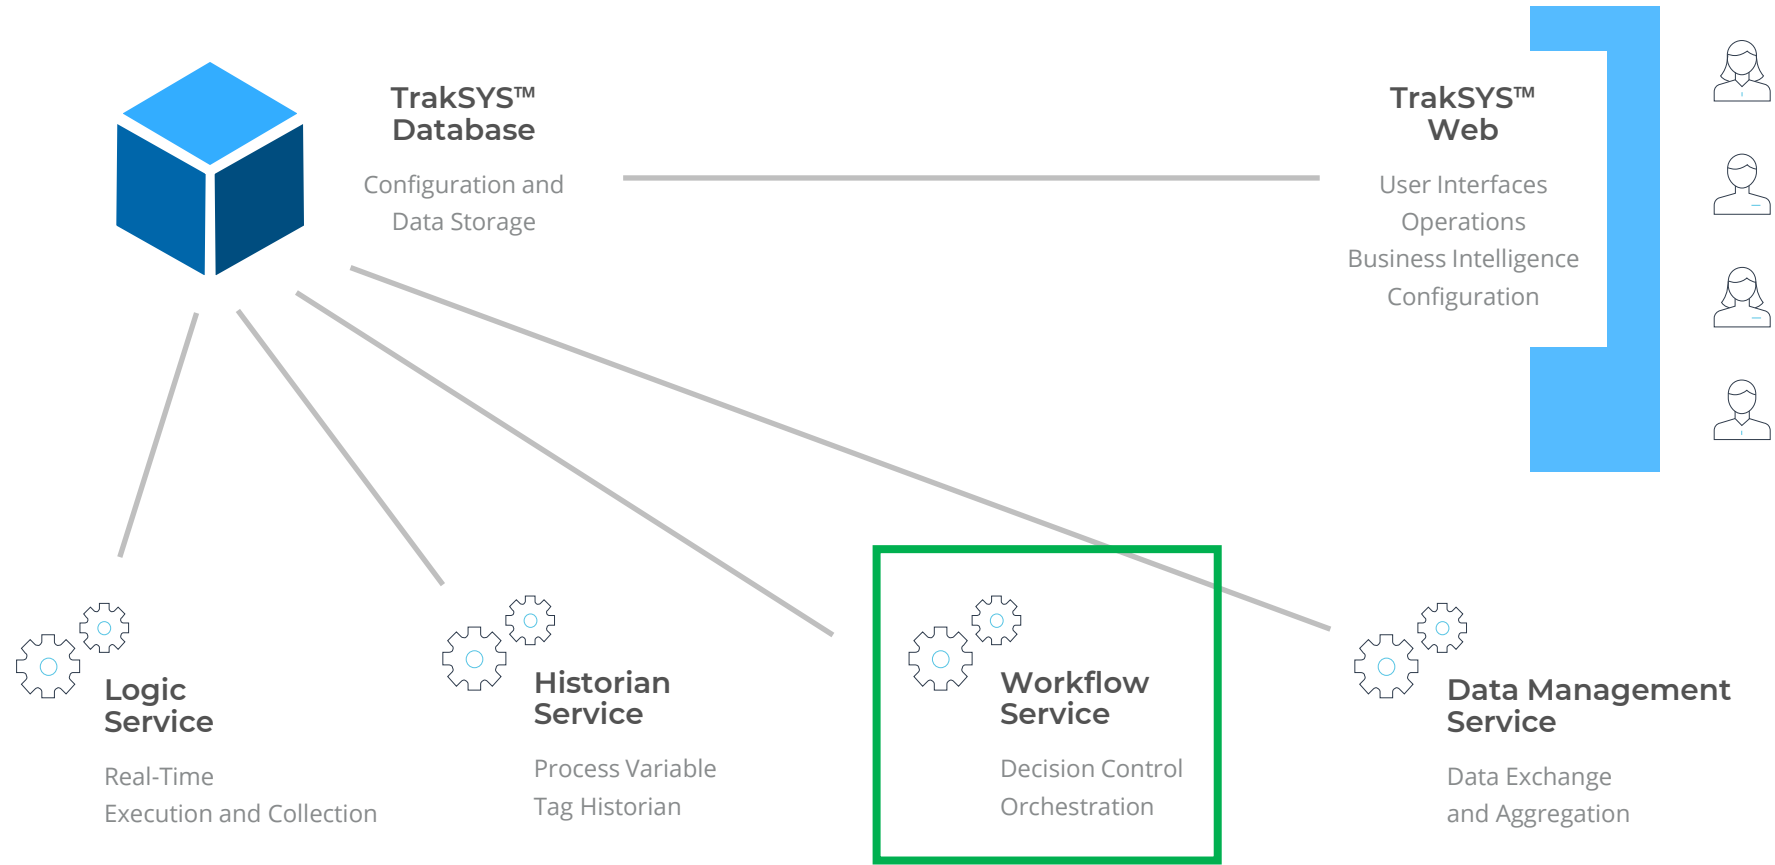 TrakSYS™
Database
Configuration and
Data Storage
TrakSYS™
Web
User Interfaces
Operations
Business Intelligence
Configuration
Logic
Service
Real-Time
Execution and Collection
Historian
Service
Process Variable
Tag Historian
Workflow
Service
Decision Control
Orchestration
Data Management
Service
Data Exchange
and Aggregation